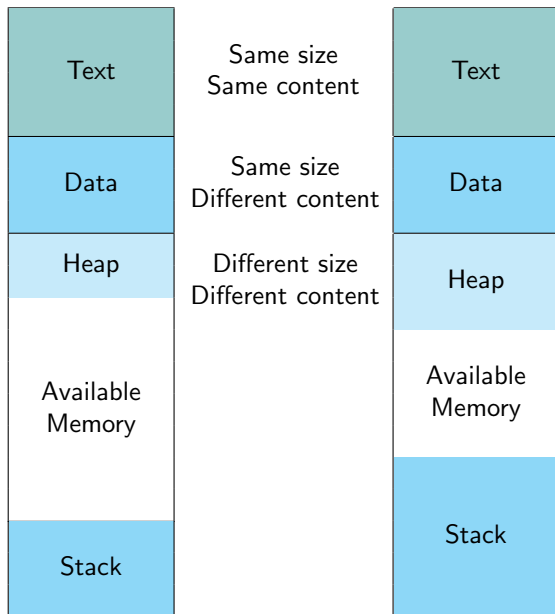 Text
Same size
Same content
Text
Data
Same size
Different content
Data
Heap
Different size
Different content
Heap
Available
Memory
Available
Memory
Stack
Stack